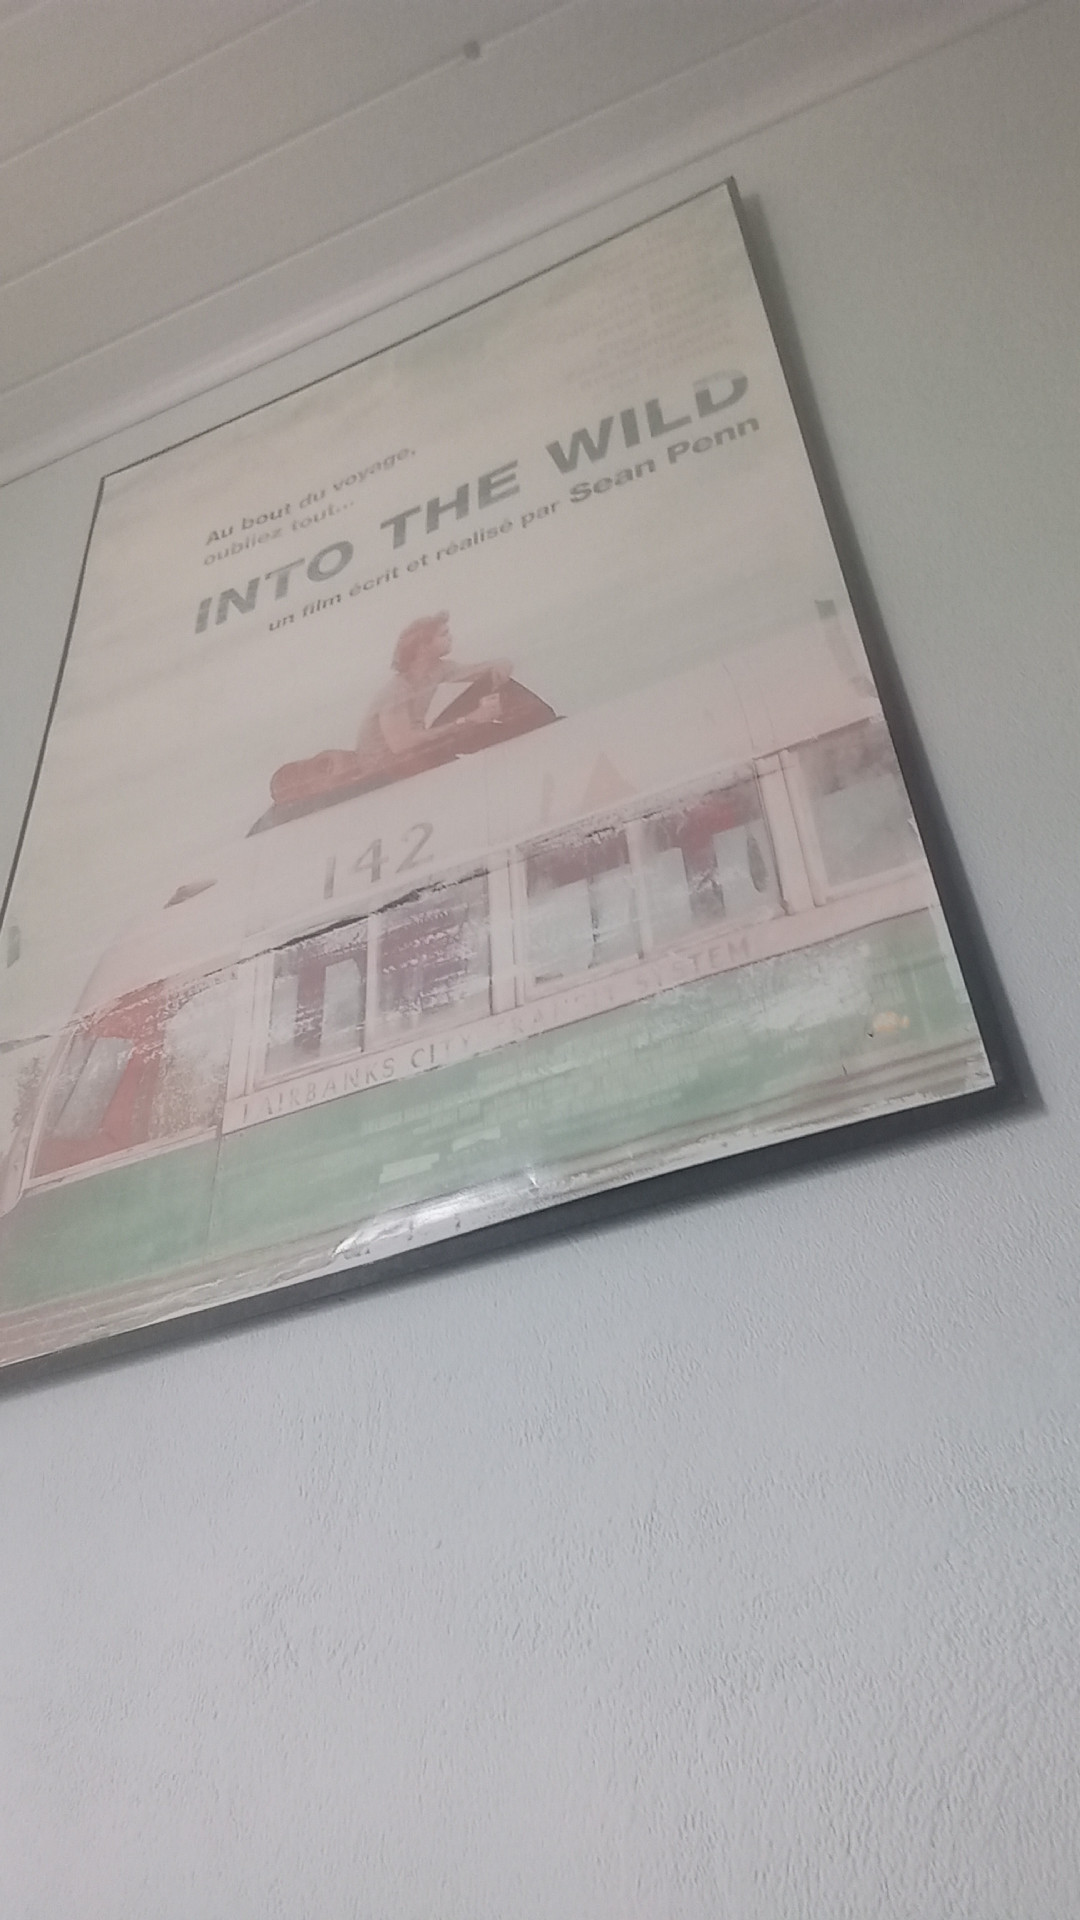 Au bout du voyage,
oubliez tout...
INTO THE WILD
un film écrit et réalisé par Sean Penn
142
FAIRBANKS CITY TRANSIT SYSTEM